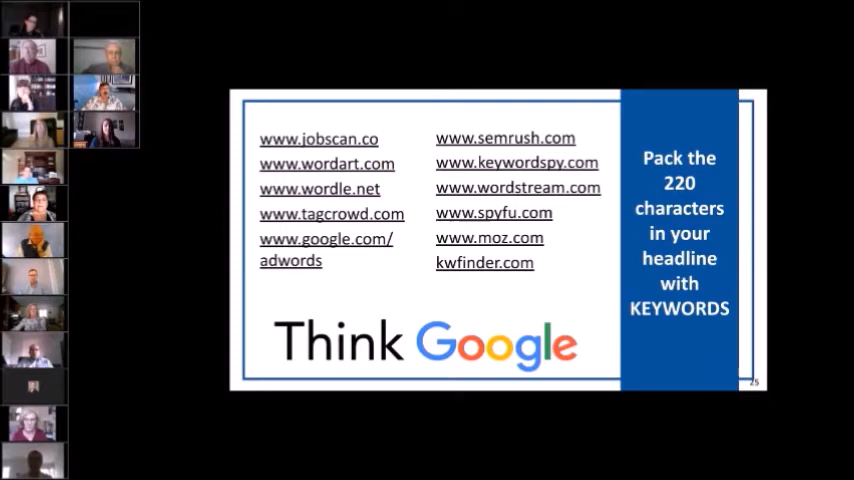 www.jobscan.co
www.wordart.com
www.wordle.net
www.tagcrowd.com
www.google.com/
adwords
www.semrush.com
www.keywordspy.com
www.wordstream.com
www.spyfu.com
www.moz.com
kwfinder.com
Think Google
Pack the
220
characters
in your
headline
with
KEYWORDS
25